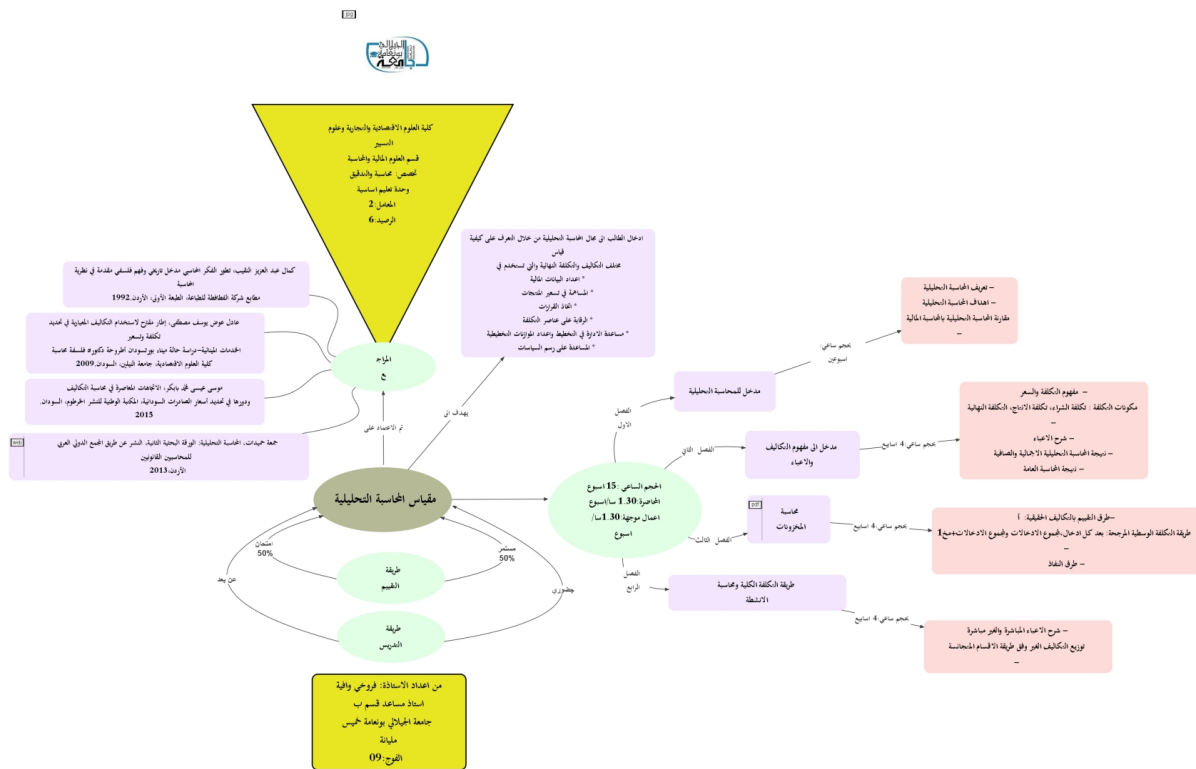 jpg
جامعة
الجيلالي
بونعامة
كلية العلوم الاقتصادية والتجارية وعلوم
التسيير
قسم العلوم المالية والمحاسبة
تخصص: محاسبة والتدقيق
وحدة تعليم اساسية
المعامل:2
الرصيد:6
ادخال الطالب الى مجال المحاسبة التحليلية من خلال التعرف على كيفية
قياس
مختلف التكاليف والتكلفة النهائية والتي تستخدم في
* اعداد البيانات المالية
* المساهمة في تسعير المنتجات
* اتخاذ القرارات
* الرقابة على عناصر التكلفة
* مساعدة الادارة في التخطيط واعداد الموازنات التخطيطية
* المساعدة على رسم السياسات
كمال عبد العزيز النقيب، تطور الفكر المحاسبي مدخل تاريخي وفهم فلسفي مقدمة في نظرية
المحاسبة
مطابع شركة القطافطة للطباعة، الطبعة الأولى، الأردن.1992
عادل عوض يوسف مصطفى، إطار مقترح لاستخدام التكاليف المعيارية في تحديد
تكلفة وتسعير
الخدمات المينائية–دراسة حالة ميناء بورتسودان أطروحة دكتوراه فلسفة محاسبة
كلية العلوم الاقتصادية، جامعة النيلين، السودان.2009
موسى عيسى محمد بابكر، الاتجاهات المعاصرة في محاسبة التكاليف
ودورها في تحديد أسعار الصادرات السودانية، المكتبة الوطنية للنشر الخرطوم، السودان.
2015
web
جمعة حميدات، المحاسبة التحليلية: الورقة البحثية الثانية، النشر عن طريق المجمع الدولي العربي
للمحاسبين القانونين
الأردن.2013
المراج
ع
تم الاعتماد على
يهدف الى
مقياس المحاسبة التحليلية
امتحان
50%
مستمر
50%
عن بعد
حضوري
طريقة
التقييم
طريقة
التدريس
من اعداد الاستاذة: فروخي وافية
استاذ مساعد قسم ب
جامعة الجيلالي بونعامة خميس
مليانة
الفوج:09
الحجم الساعي :15 اسبوع
المحاضرة:1.30 سا/اسبوع
اعمال موجهة:1.30سا/
اسبوع
الفصل
الاول
مدخل للمحاسبة التحليلية
بحجم ساعي:
اسبوعين
– تعريف المحاسبة التحليلية
– اهداف المحاسبة التحليلية
مقارنة المحاسبة التحليلية بالمحاسبة المالية
–
الفصل الثاني
مدخل الى مفهوم التكاليف
والاعباء
بحجم ساعي:4 اسابيع
– مفهوم التكلفة والسعر
مكونات التكلفة : تكلفة الشراء، تكلفة الانتاج، التكلفة النهائية
–
– شرح الاعباء
– نتيجة المحاسبة التحليلية الاجمالية والصافية
– نتيجة المحاسبة العامة
الفصل الثالث
pdf
محاسبة
المخزونات
بحجم ساعي:4 اسابيع
–طرق التقييم بالتكاليف الحقيقية: أ
طريقة التكلفة الوسطية المرجحة: بعد كل ادخال،لمجموع الادخالات ولمجموع الادخالات+مخ1
–
– طرق النفاذ
الفصل
الرابع
طريقة التكلفة الكلية ومحاسبة
الانشطة
بحجم ساعي:4 اسابيع
– شرح الاعباء المباشرة والغير مباشرة
توزيع التكاليف الغير وفق طريقة الاقسام المتجانسة
–